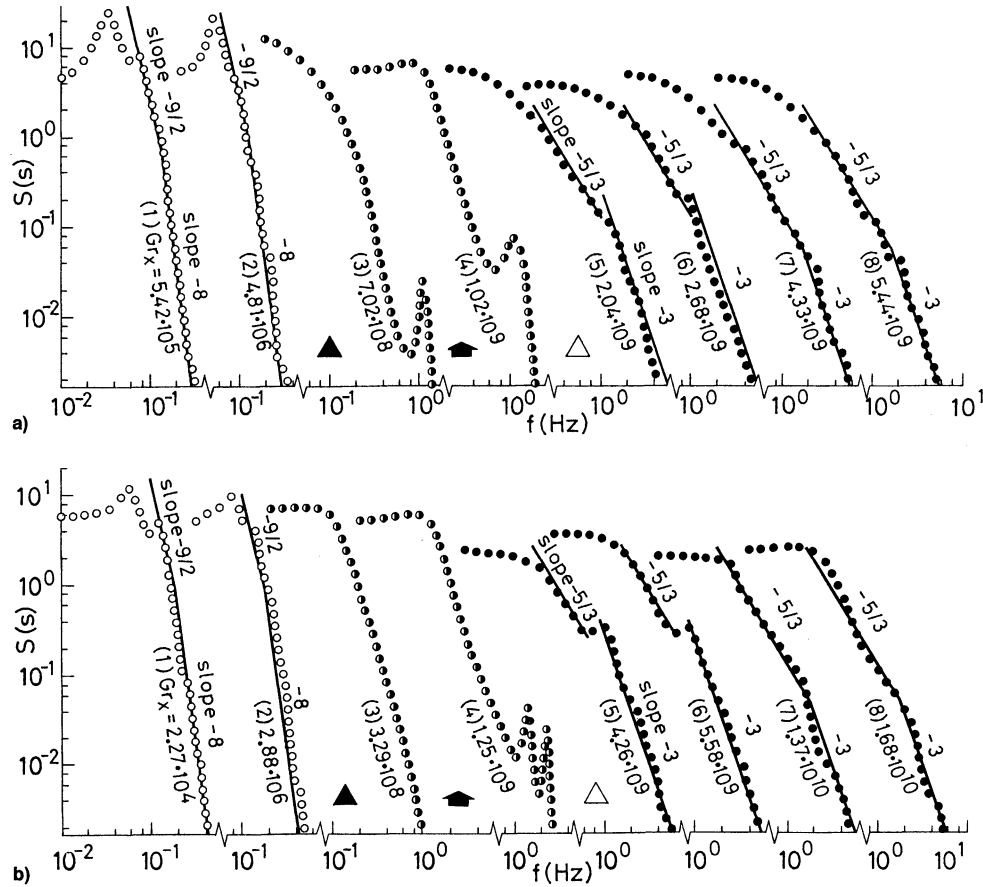 10¹
10⁰
10⁻¹
10⁻²
S(s)
slope -9/2
(1) Grₓ=5.42·10⁵
slope -8
-9/2
(2) 4.81·10⁶
-8
(3) 7.02·10⁸
(4) 1.02·10⁹
slope -5/3
(5) 2.04·10⁹
slope -3
-5/3
(6) 2.68·10⁹
-3
-5/3
(7) 4.33·10⁹
-3
-5/3
(8) 5.44·10⁹
-3
10⁻² 10⁻¹ 10⁻¹ 10⁻¹ 10⁰ 10⁰ 10⁰ 10⁰ 10⁰ 10⁰ 10¹
a)
f (Hz)
10¹
10⁰
10⁻¹
10⁻²
S(s)
slope-9/2
(1) Grₓ=2.27·10⁴
slope -8
-9/2
(2) 2.88·10⁶
-8
(3) 3.29·10⁸
(4) 1.25·10⁹
slope-5/3
(5) 4.26·10⁹
slope -3
-5/3
(6) 5.58·10⁹
-3
-5/3
(7) 1.37·10¹⁰
-3
-5/3
(8) 1.68·10¹⁰
-3
10⁻² 10⁻¹ 10⁻¹ 10⁻¹ 10⁰ 10⁰ 10⁰ 10⁰ 10⁰ 10⁰ 10¹
b)
f (Hz)